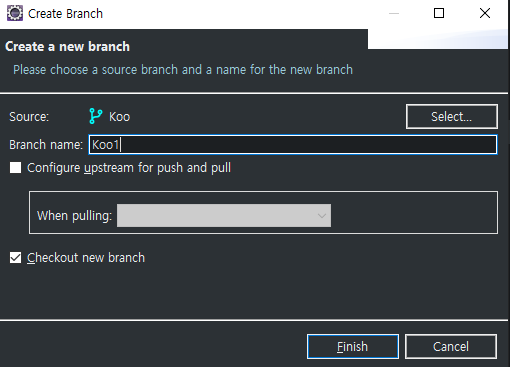 Create Branch
Create a new branch
Please choose a source branch and a name for the new branch
Source: Koo Select...
Branch name: Koo1
Configure upstream for push and pull
When pulling:
Checkout new branch
Finish Cancel